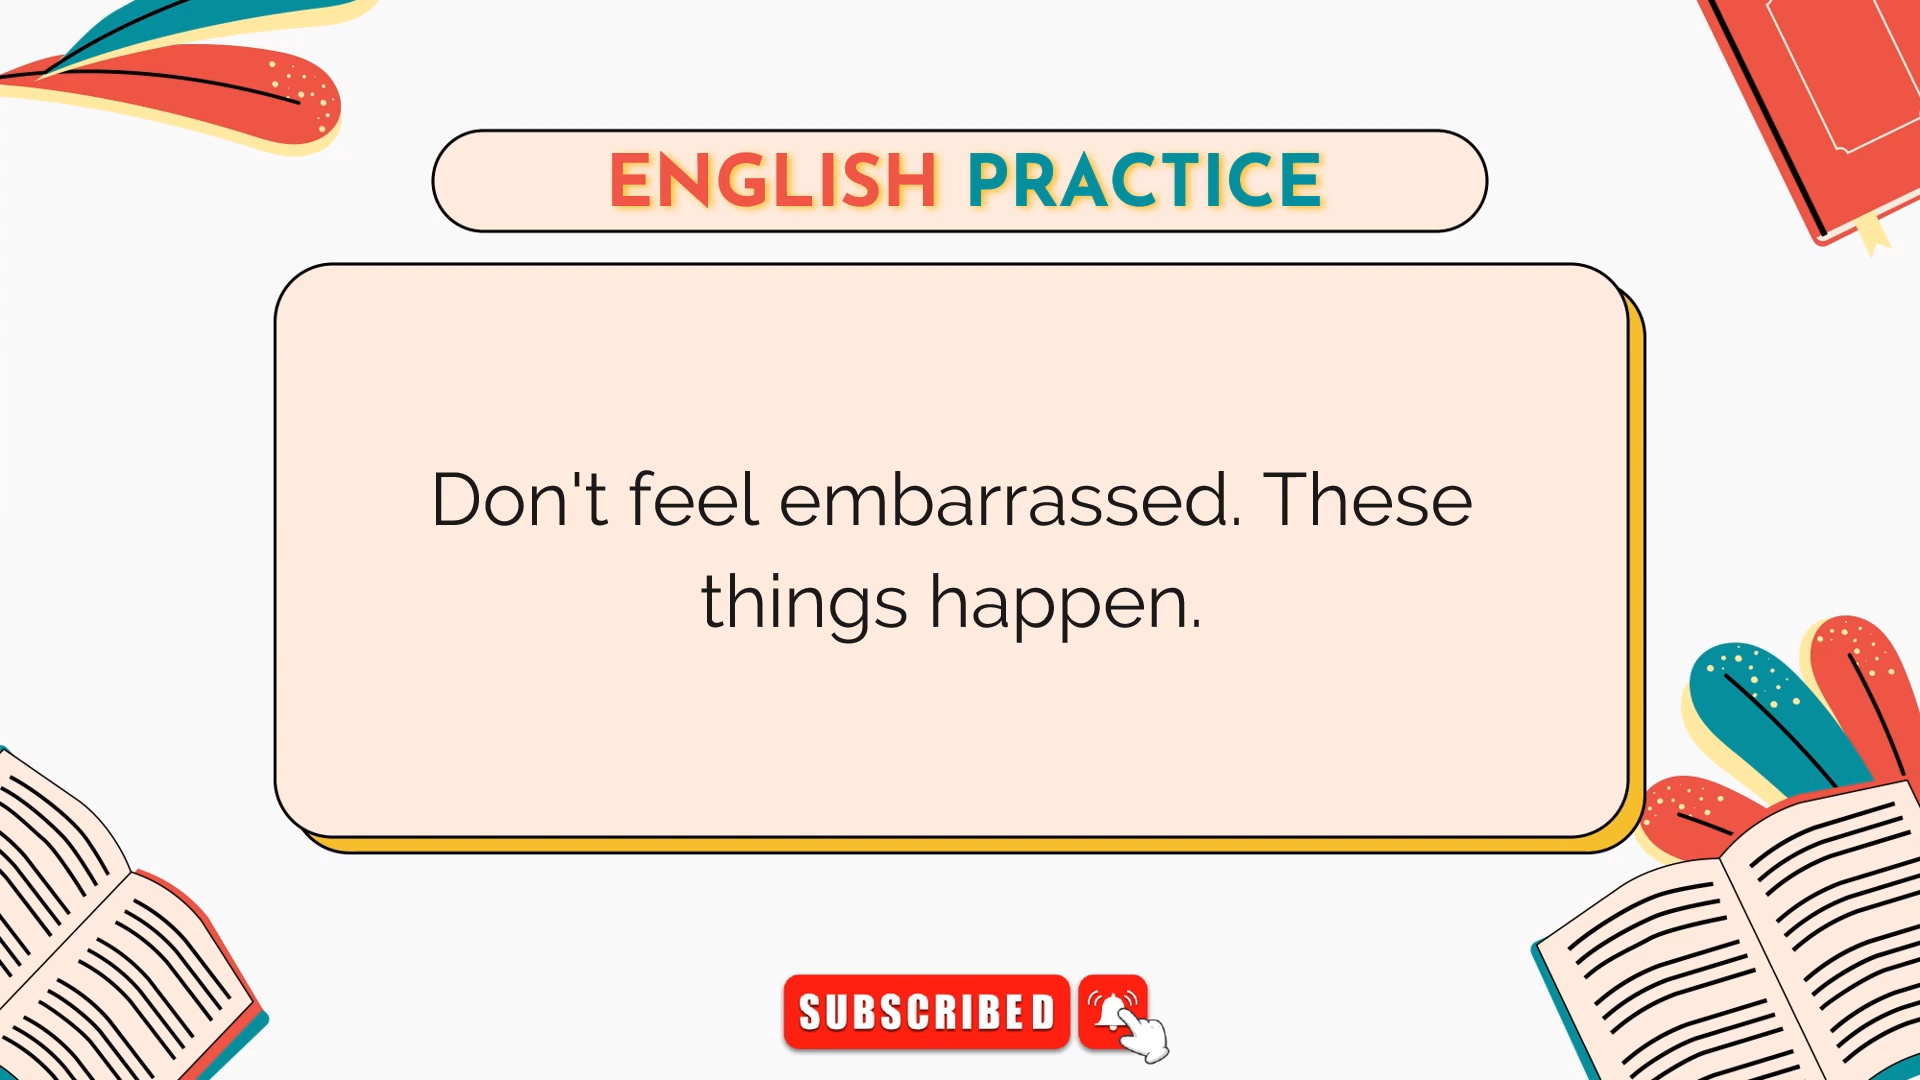 ENGLISH PRACTICE
Don't feel embarrassed. These
things happen.
SUBSCRIBED